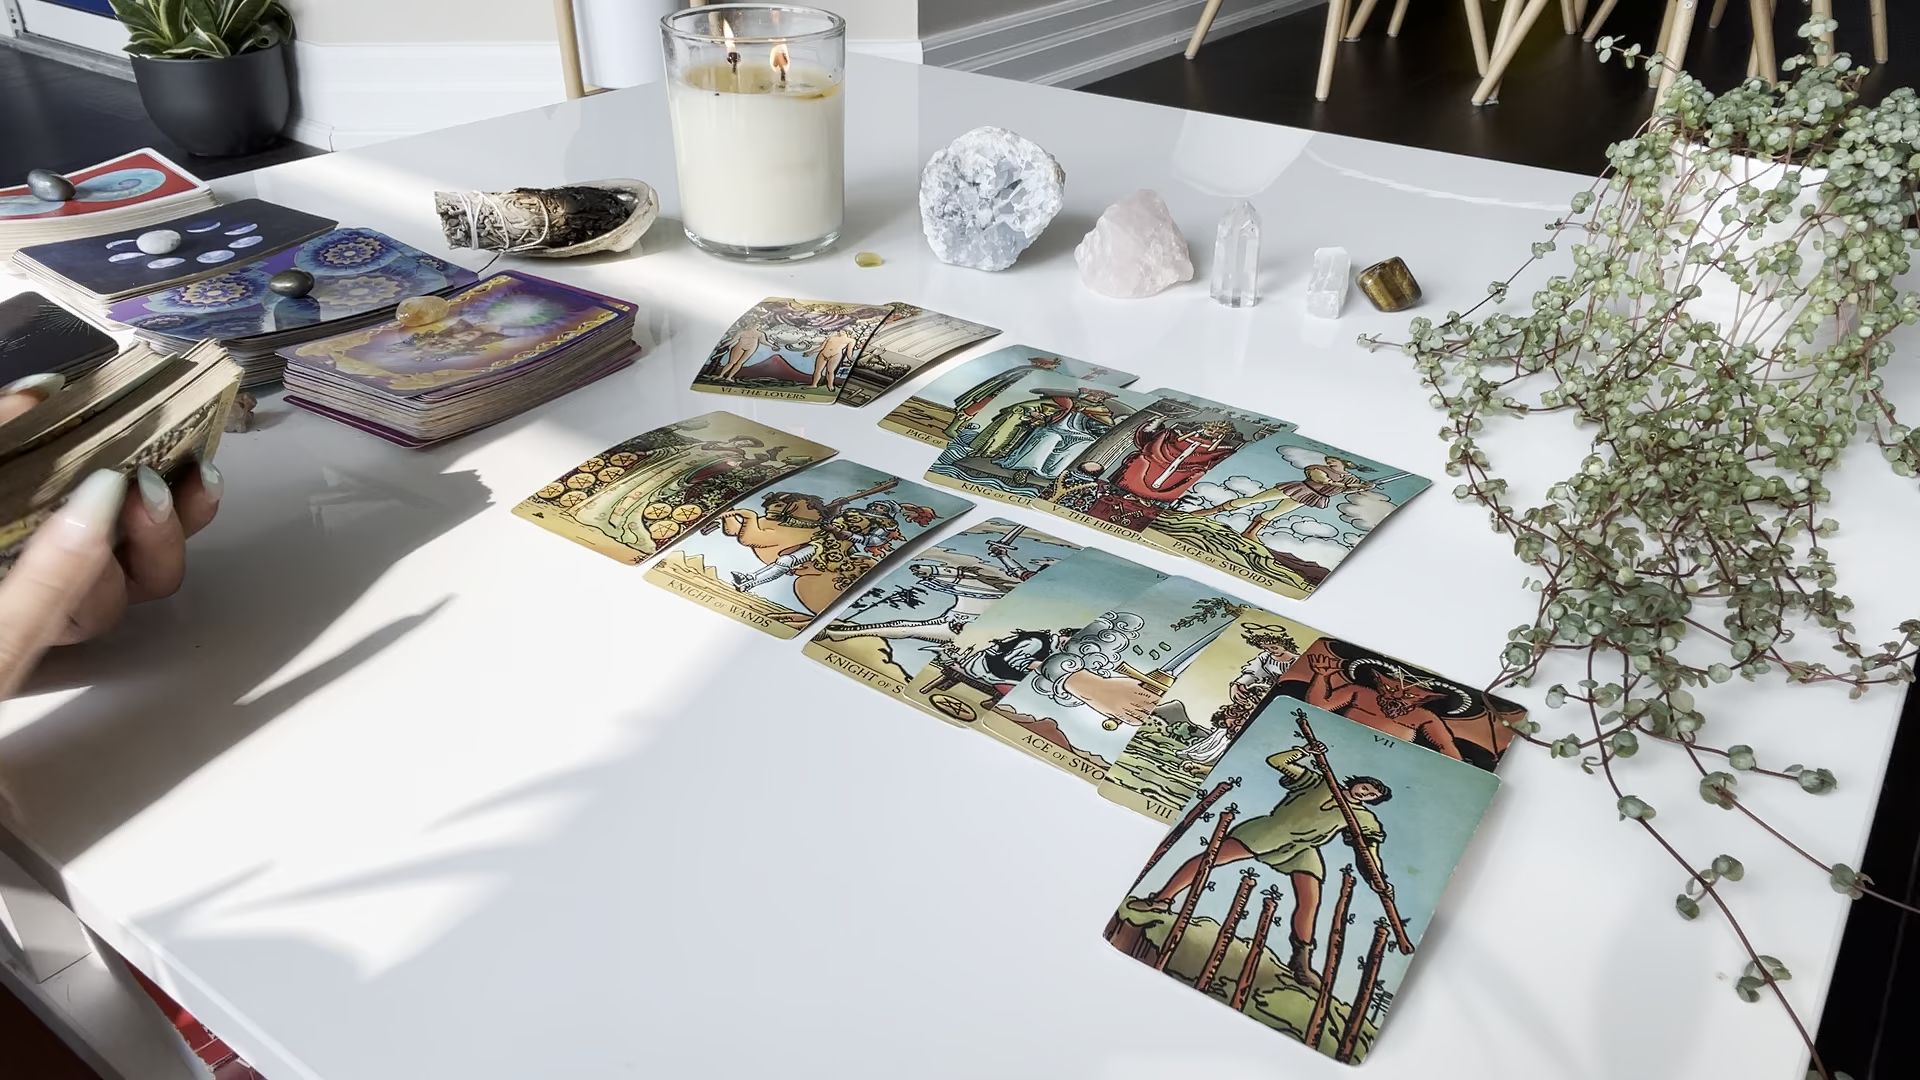 VI · THE LOVERS
PAGE OF
KING OF CU
V · THE HIEROP
PAGE OF SWORDS
KNIGHT OF WANDS
KNIGHT OF S
ACE OF SWO
VIII
VII